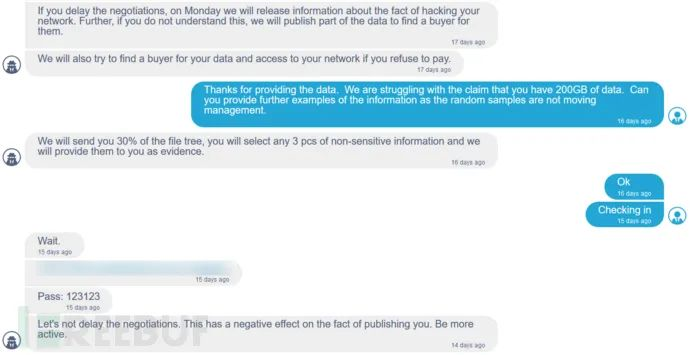 If you delay the negotiations, on Monday we will release information about the fact of hacking your
network. Further, if you do not understand this, we will publish part of the data to find a buyer for
them.
17 days ago
We will also try to find a buyer for your data and access to your network if you refuse to pay.
17 days ago
Thanks for providing the data. We are struggling with the claim that you have 200GB of data. Can
you provide further examples of the information as the random samples are not moving
management.
16 days ago
We will send you 30% of the file tree, you will select any 3 pcs of non-sensitive information and we
will provide them to you as evidence.
16 days ago
Ok
16 days ago
Checking in
15 days ago
Wait.
15 days ago
15 days ago
Pass: 123123
15 days ago
Let's not delay the negotiations. This has a negative effect on the fact of publishing you. Be more
active.
14 days ago
REEBUF